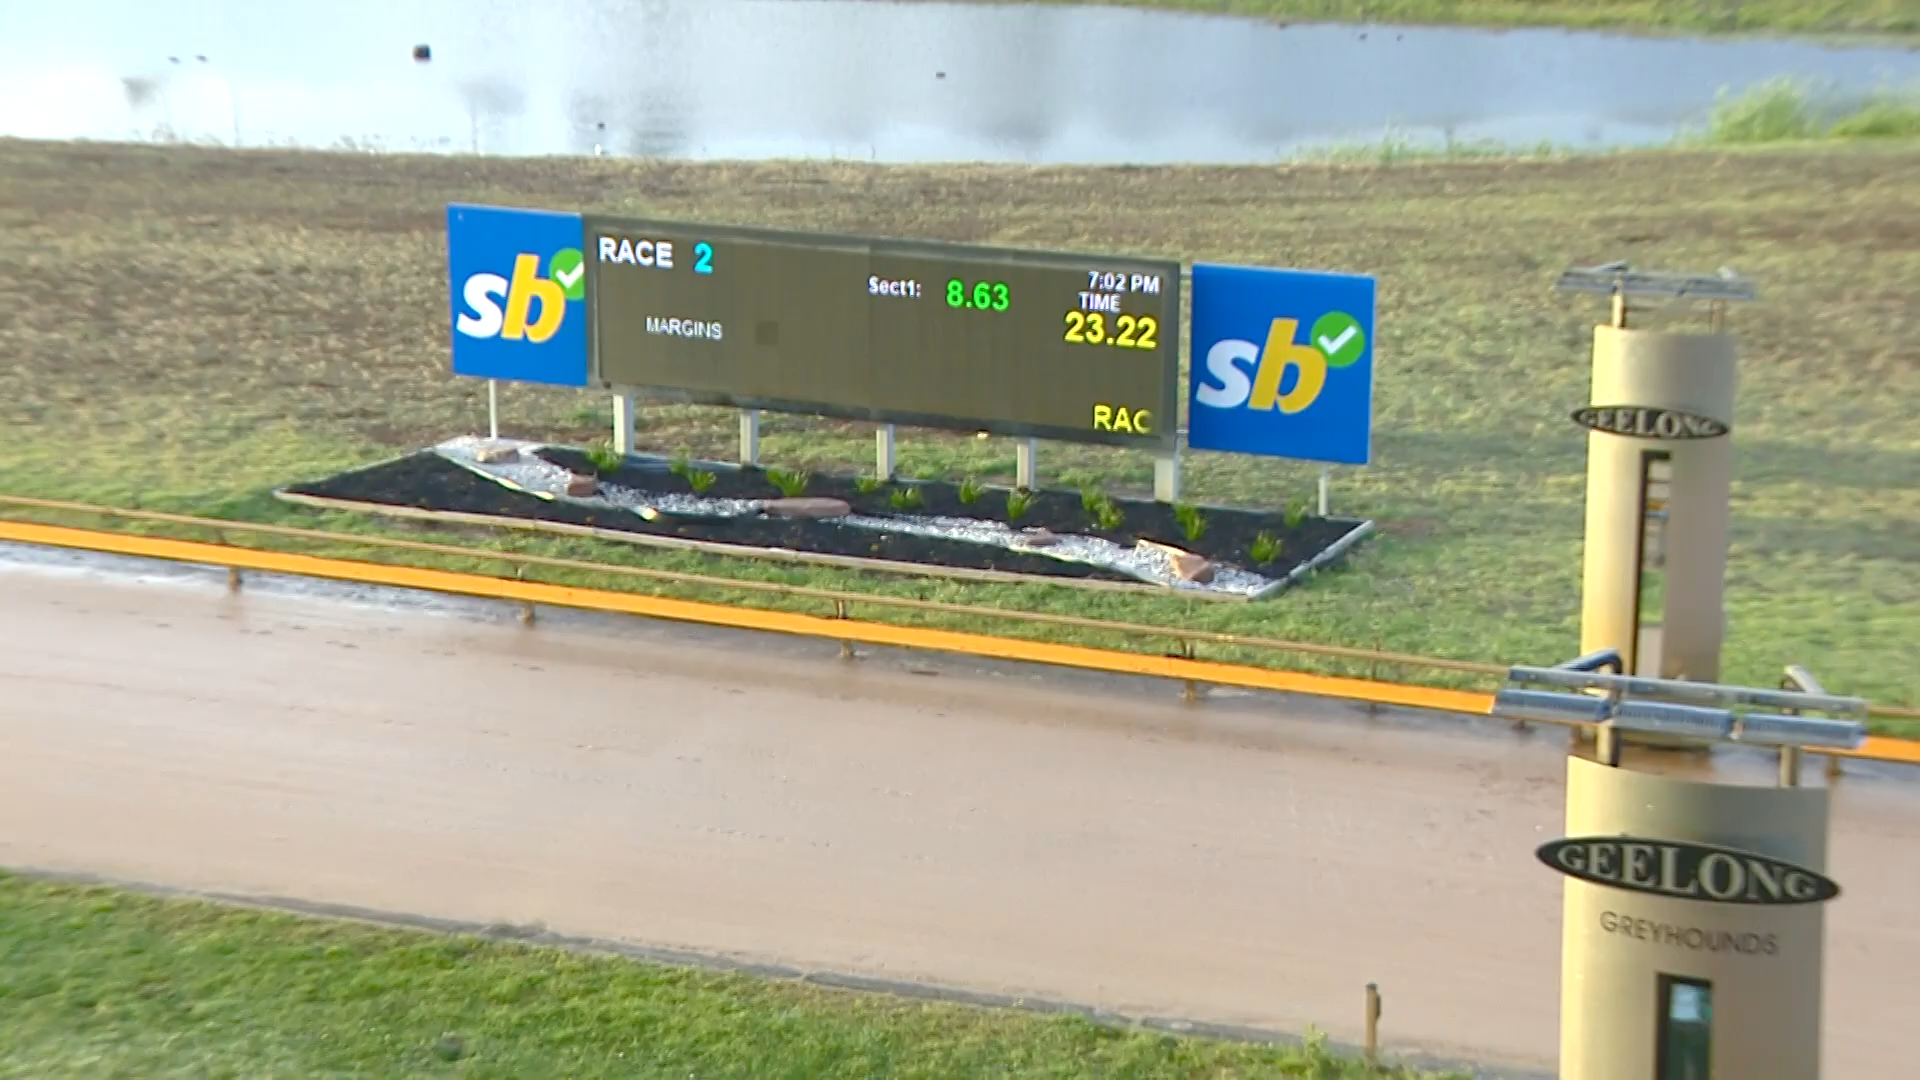 sb
RACE 2
Sect1: 8.63
7:02 PM
TIME
23.22
MARGINS
RAC
sb
GEELONG
GEELONG
GREYHOUNDS